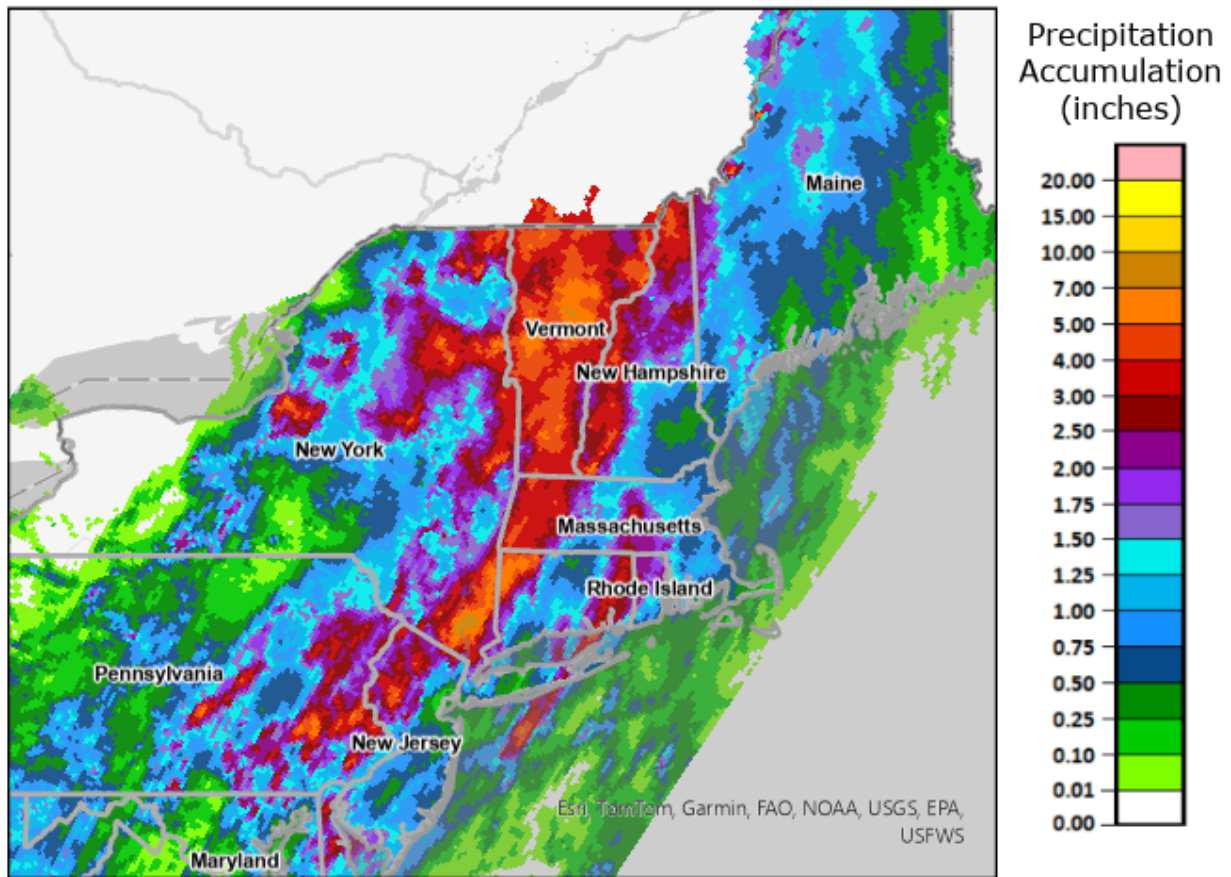 Precipitation
Accumulation
(inches)
20.00
15.00
10.00
7.00
5.00
4.00
3.00
2.50
2.00
1.75
1.50
1.25
1.00
0.75
0.50
0.25
0.10
0.01
0.00
Maine
Vermont
New Hampshire
New York
Massachusetts
Rhode Island
Pennsylvania
New Jersey
Maryland
Esri, TomTom, Garmin, FAO, NOAA, USGS, EPA,
USFWS